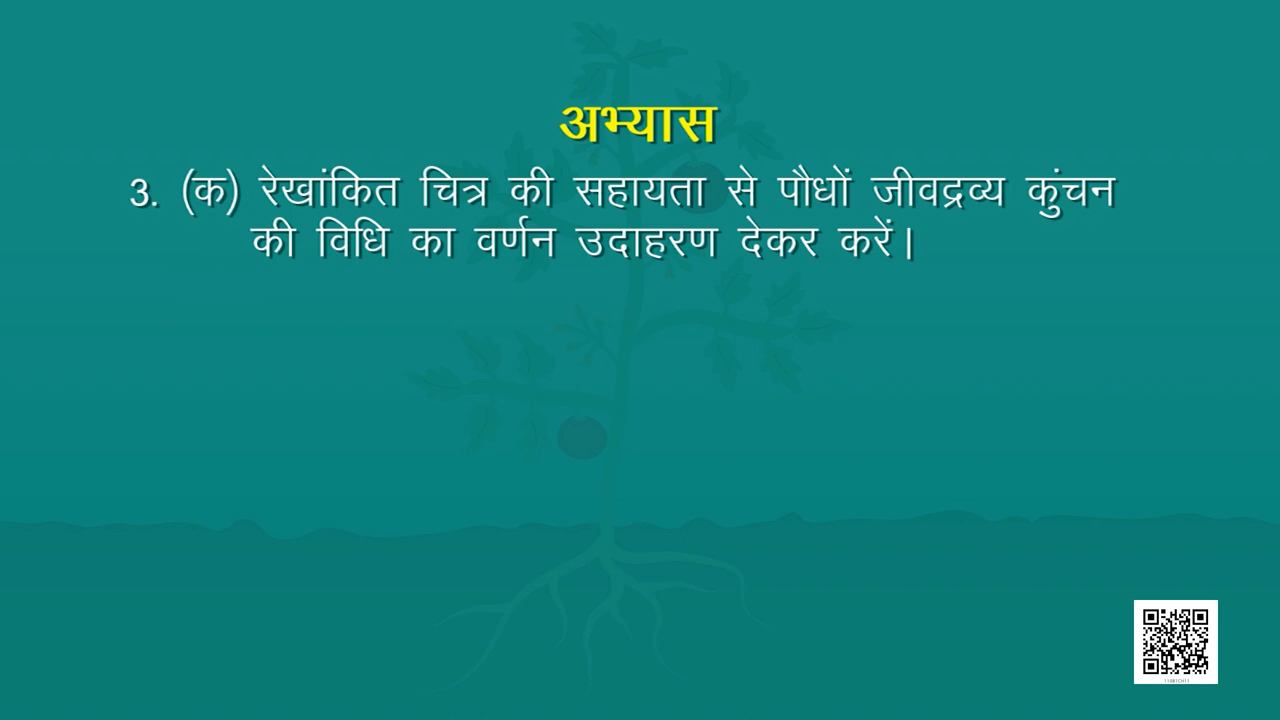 अभ्यास
3. (क) रेखांकित चित्र की सहायता से पौधों जीवद्रव्य कुंचन
की विधि का वर्णन उदाहरण देकर करें।